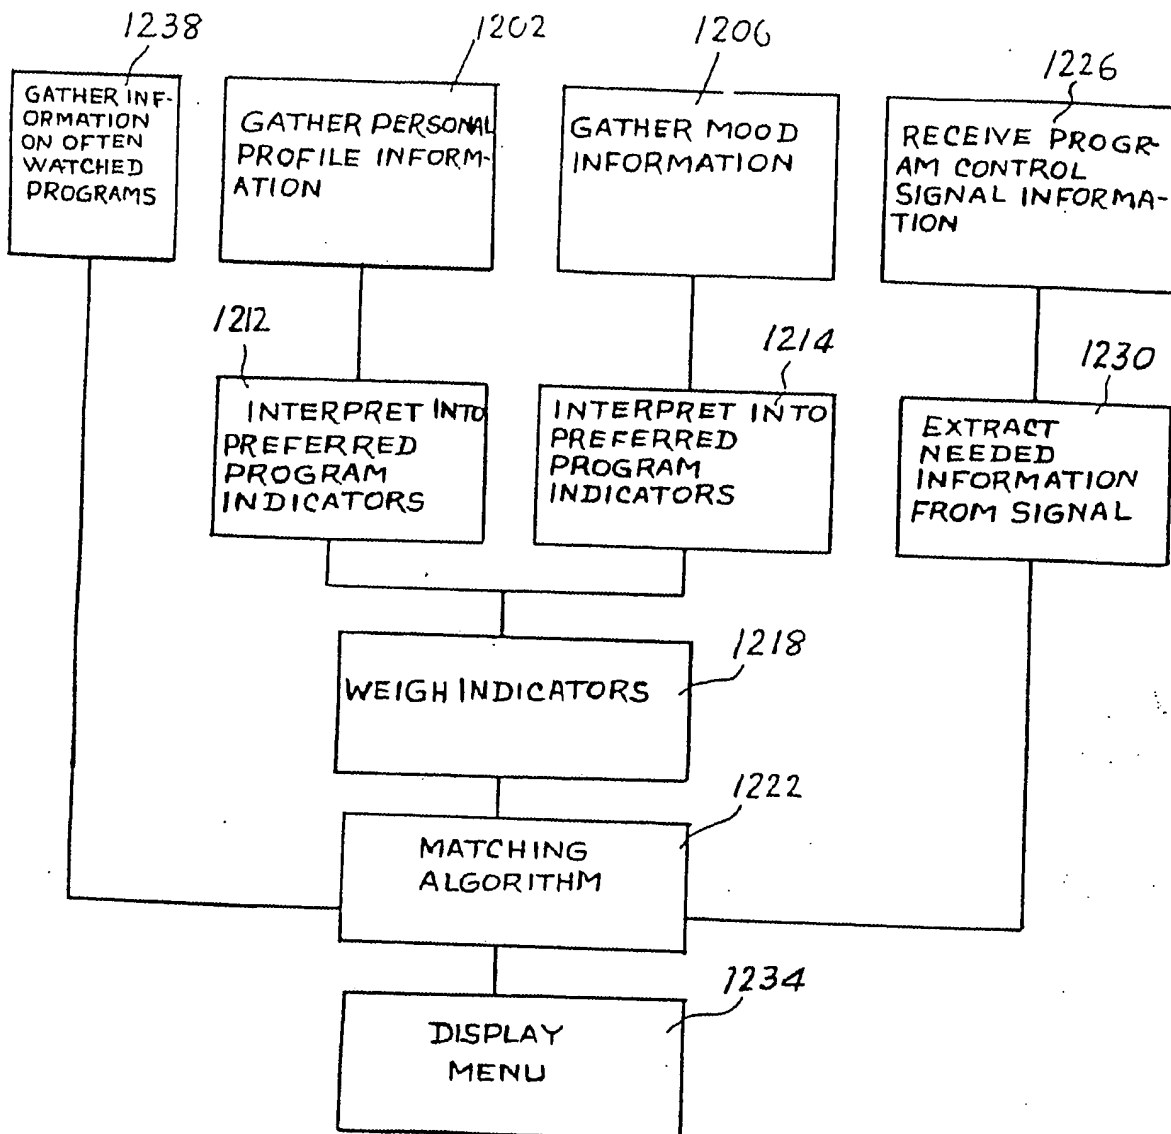 1238
1202
1206
1226
GATHER INF-
ORMATION
ON OFTEN
WATCHED
PROGRAMS
GATHER PERSONAL
PROFILE INFORM-
ATION
GATHER MOOD
INFORMATION
RECEIVE PROGR-
AM CONTROL
SIGNAL INFORMA-
TION
1212
1214
1230
INTERPRET INTO
PREFERRED
PROGRAM
INDICATORS
INTERPRET INTO
PREFERRED
PROGRAM
INDICATORS
EXTRACT
NEEDED
INFORMATION
FROM SIGNAL
1218
WEIGH INDICATORS
1222
MATCHING
ALGORITHM
1234
DISPLAY
MENU